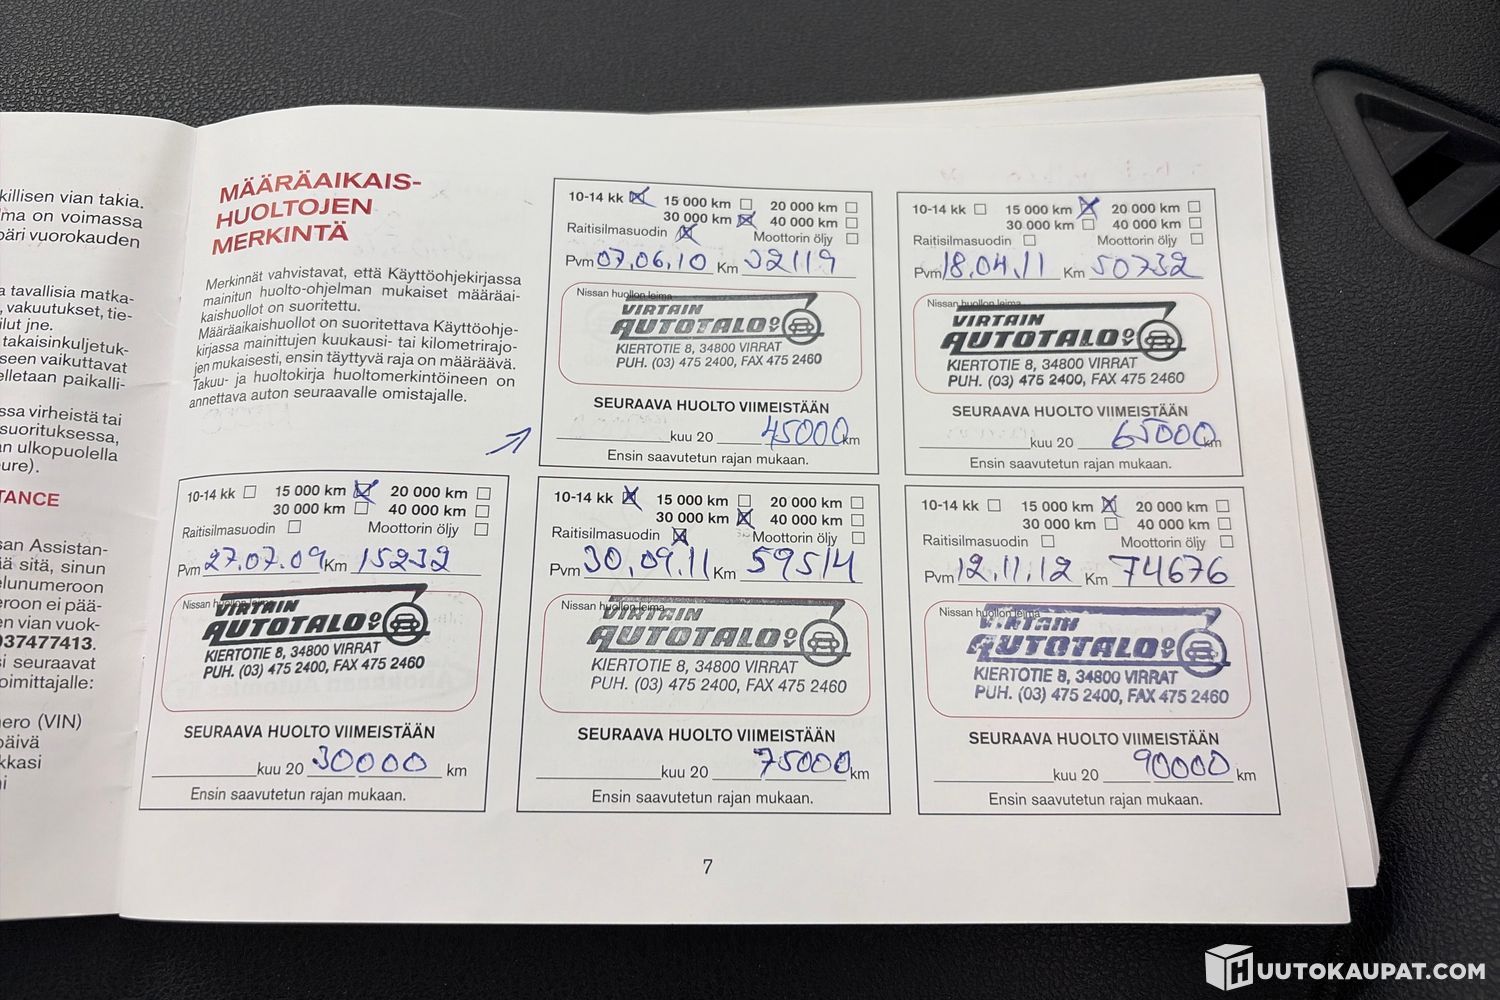 killisen vian takia.
lma on voimassa
päri vuorokauden
a tavallisia matka-
, vakuutukset, tie-
ilut jne.
takaisinkuljetuk-
seen vaikuttavat
elletaan paikalli-
ssa virheistä tai
suorituksessa,
an ulkopuolella
eure).
TANCE
san Assistan-
ää sitä, sinun
elunumeroon
eroon ei pää-
en vian vuok-
037477413.
si seuraavat
oimittajalle:
ero (VIN)
päivä
kkasi
ni
MÄÄRÄAIKAIS-
HUOLTOJEN
MERKINTÄ
Merkinnät vahvistavat, että Käyttöohjekirjassa
mainitun huolto-ohjelman mukaiset määräai-
kaishuollot on suoritettu.
Määräaikaishuollot on suoritettava Käyttöohje-
kirjassa mainittujen kuukausi- tai kilometrirajo-
jen mukaisesti, ensin täyttyvä raja on määräävä.
Takuu- ja huoltokirja huoltomerkintöineen on
annettava auton seuraavalle omistajalle.
10-14 kk 15 000 km 20 000 km
30 000 km 40 000 km
Raitisilmasuodin Moottorin öljy
Pvm 27.07.09 Km 15232
Nissan huollon leima
VIRTAIN
AUTOTALO OY
KIERTOTIE 8, 34800 VIRRAT
PUH. (03) 475 2400, FAX 475 2460
SEURAAVA HUOLTO VIIMEISTÄÄN
kuu 20 30000 km
Ensin saavutetun rajan mukaan.
10-14 kk 15 000 km 20 000 km
30 000 km 40 000 km
Raitisilmasuodin Moottorin öljy
Pvm 07.06.10 Km 32119
Nissan huollon leima
VIRTAIN
AUTOTALO OY
KIERTOTIE 8, 34800 VIRRAT
PUH. (03) 475 2400, FAX 475 2460
SEURAAVA HUOLTO VIIMEISTÄÄN
kuu 20 45000 km
Ensin saavutetun rajan mukaan.
10-14 kk 15 000 km 20 000 km
30 000 km 40 000 km
Raitisilmasuodin Moottorin öljy
Pvm 18.04.11 Km 50732
Nissan huollon leima
VIRTAIN
AUTOTALO OY
KIERTOTIE 8, 34800 VIRRAT
PUH. (03) 475 2400, FAX 475 2460
SEURAAVA HUOLTO VIIMEISTÄÄN
kuu 20 65000 km
Ensin saavutetun rajan mukaan.
10-14 kk 15 000 km 20 000 km
30 000 km 40 000 km
Raitisilmasuodin Moottorin öljy
Pvm 30.09.11 Km 59514
Nissan huollon leima
VIRTAIN
AUTOTALO OY
KIERTOTIE 8, 34800 VIRRAT
PUH. (03) 475 2400, FAX 475 2460
SEURAAVA HUOLTO VIIMEISTÄÄN
kuu 20 75000 km
Ensin saavutetun rajan mukaan.
10-14 kk 15 000 km 20 000 km
30 000 km 40 000 km
Raitisilmasuodin Moottorin öljy
Pvm 12.11.12 Km 74676
Nissan huollon leima
VIRTAIN
AUTOTALO OY
KIERTOTIE 8, 34800 VIRRAT
PUH. (03) 475 2400, FAX 475 2460
SEURAAVA HUOLTO VIIMEISTÄÄN
kuu 20 90000 km
Ensin saavutetun rajan mukaan.
7
HUUTOKAUPAT.COM